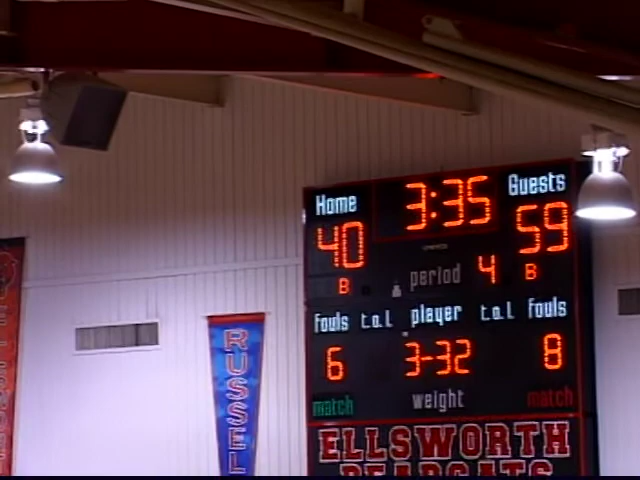 Home 3:35 Guests
40 59
B period 4 B
fouls t.o.l player t.o.l fouls
6 3-32 8
match weight match
ELLSWORTH
BEARCATS
RUSSEL